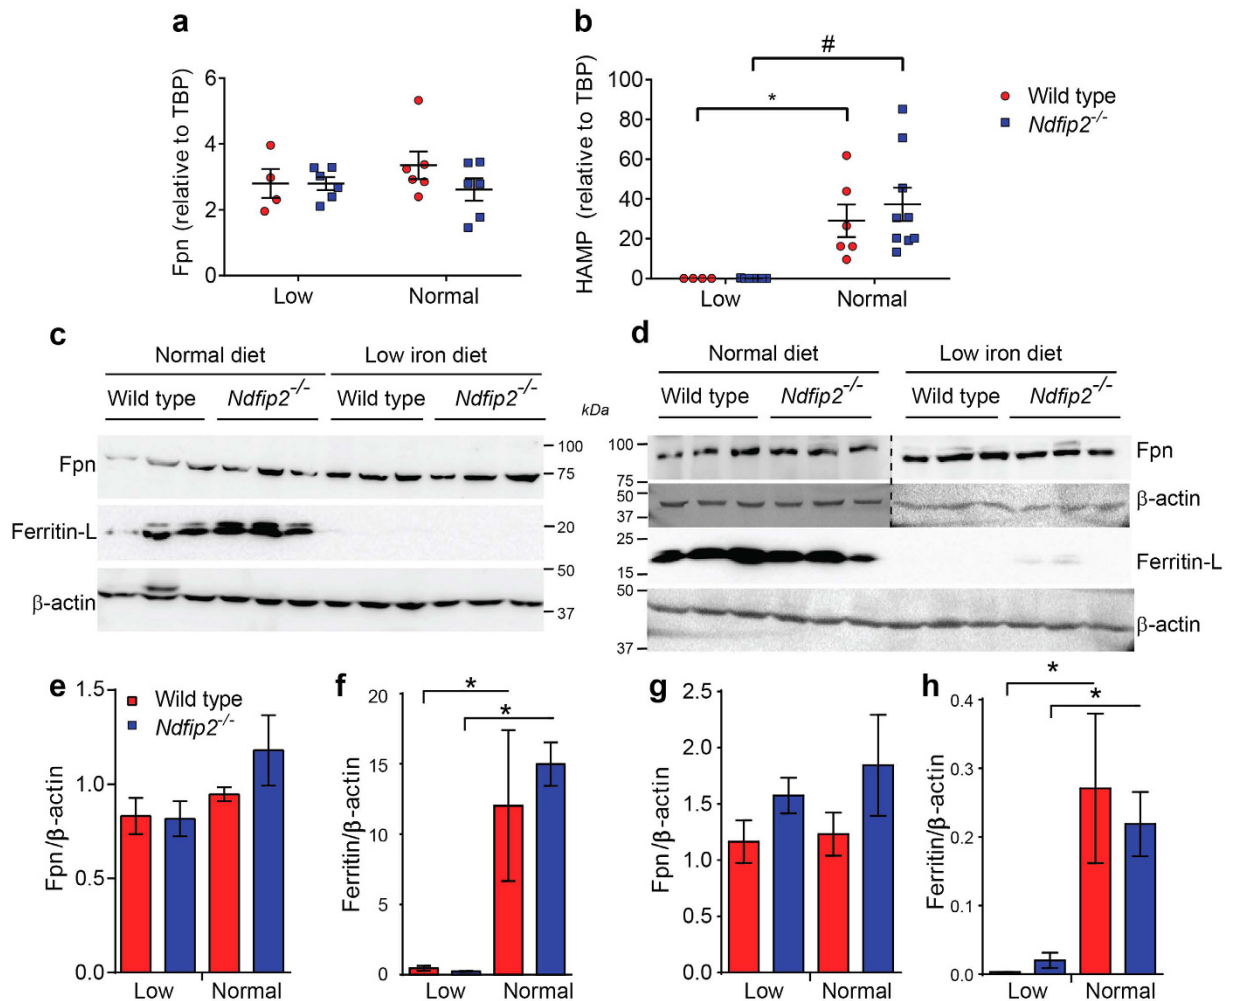 a
Fpn (relative to TBP)
6
4
2
0
Low Normal
b
HAMP (relative to TBP)
100
80
60
40
20
0
*
#
Low Normal
Wild type
Ndfip2-/-
c
Normal diet Low iron diet
Wild type Ndfip2-/- Wild type Ndfip2-/-
kDa
Fpn
100
75
Ferritin-L
20
β-actin
50
37
d
Normal diet Low iron diet
Wild type Ndfip2-/- Wild type Ndfip2-/-
100
Fpn
75
50
37
β-actin
25
15
Ferritin-L
50
37
β-actin
e
Fpn/β-actin
1.5
1.0
0.5
0.0
Wild type
Ndfip2-/-
Low Normal
f
Ferritin/β-actin
20
15
10
5
0
*
*
Low Normal
g
Fpn/β-actin
2.5
2.0
1.5
1.0
0.5
0.0
Low Normal
h
Ferritin/β-actin
0.4
0.3
0.2
0.1
0.0
*
*
Low Normal